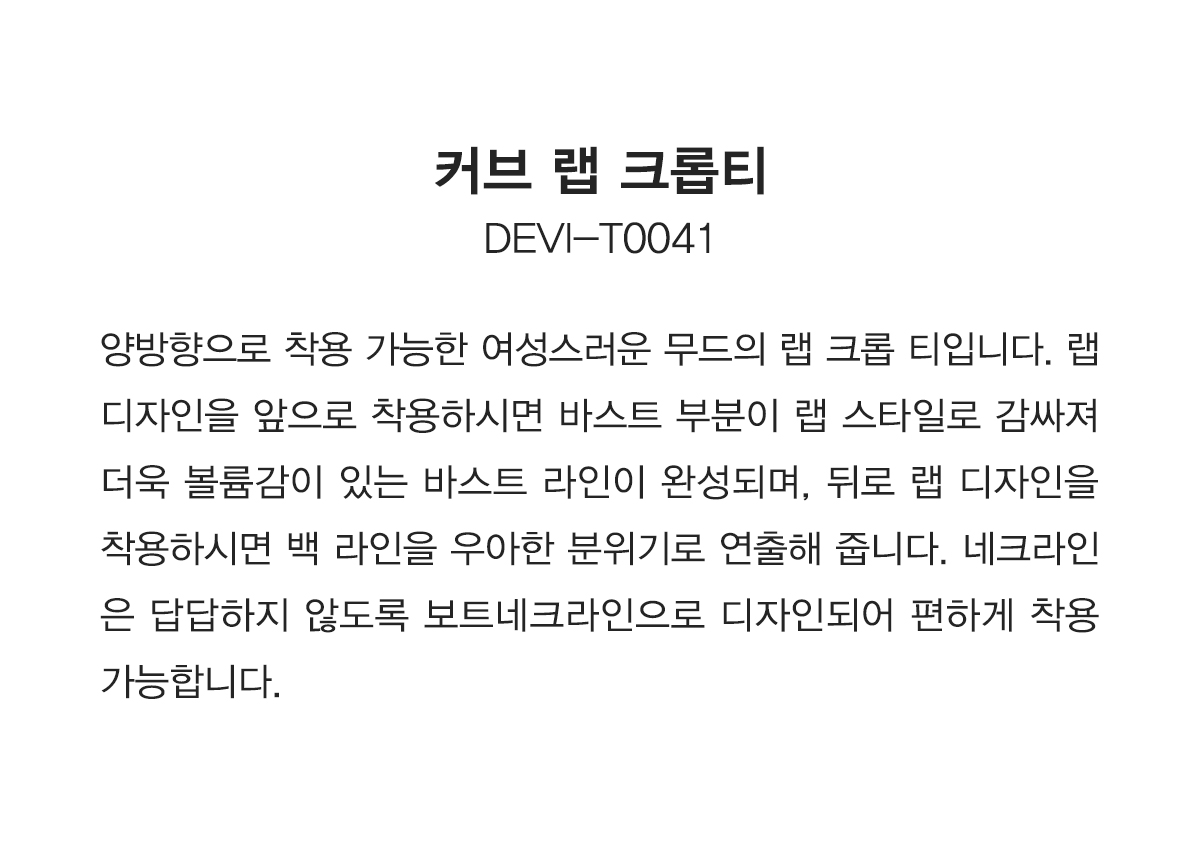 커브 랩 크롭티
DEVI-T0041
양방향으로 착용 가능한 여성스러운 무드의 랩 크롭 티입니다. 랩
디자인을 앞으로 착용하시면 바스트 부분이 랩 스타일로 감싸져
더욱 볼륨감이 있는 바스트 라인이 완성되며, 뒤로 랩 디자인을
착용하시면 백 라인을 우아한 분위기로 연출해 줍니다. 네크라인
은 답답하지 않도록 보트네크라인으로 디자인되어 편하게 착용
가능합니다.